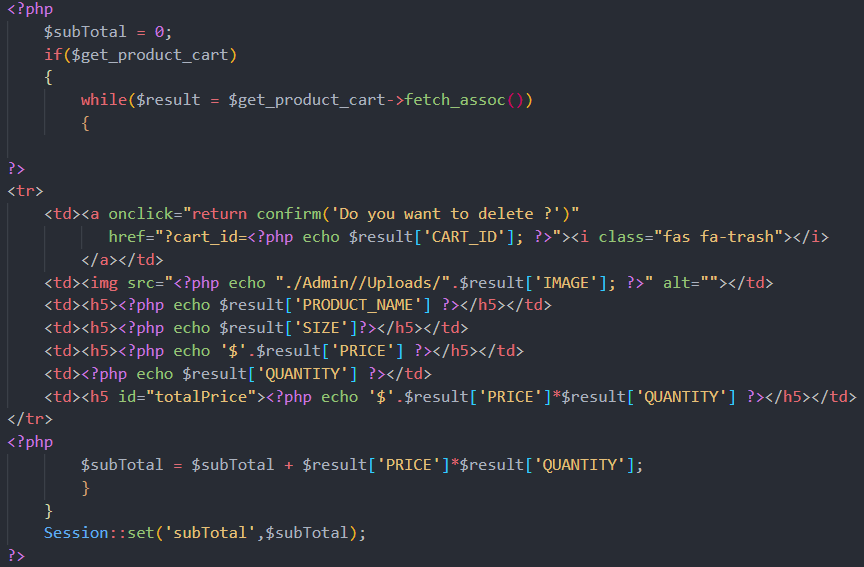 <?php
    $subTotal = 0;
    if($get_product_cart)
    {
        while($result = $get_product_cart->fetch_assoc())
        {

?>
<tr>
    <td><a onclick="return confirm('Do you want to delete ?')"
           href="?cart_id=<?php echo $result['CART_ID']; ?>"><i class="fas fa-trash"></i>
        </a></td>
    <td><img src="<?php echo "./Admin//Uploads/".$result['IMAGE']; ?>" alt=""></td>
    <td><h5><?php echo $result['PRODUCT_NAME'] ?></h5></td>
    <td><h5><?php echo $result['SIZE']?></h5></td>
    <td><h5><?php echo '$'.$result['PRICE'] ?></h5></td>
    <td><?php echo $result['QUANTITY'] ?></td>
    <td><h5 id="totalPrice"><?php echo '$'.$result['PRICE']*$result['QUANTITY'] ?></h5></td>
</tr>
<?php
        $subTotal = $subTotal + $result['PRICE']*$result['QUANTITY'];
        }
    }
    Session::set('subTotal',$subTotal);
?>